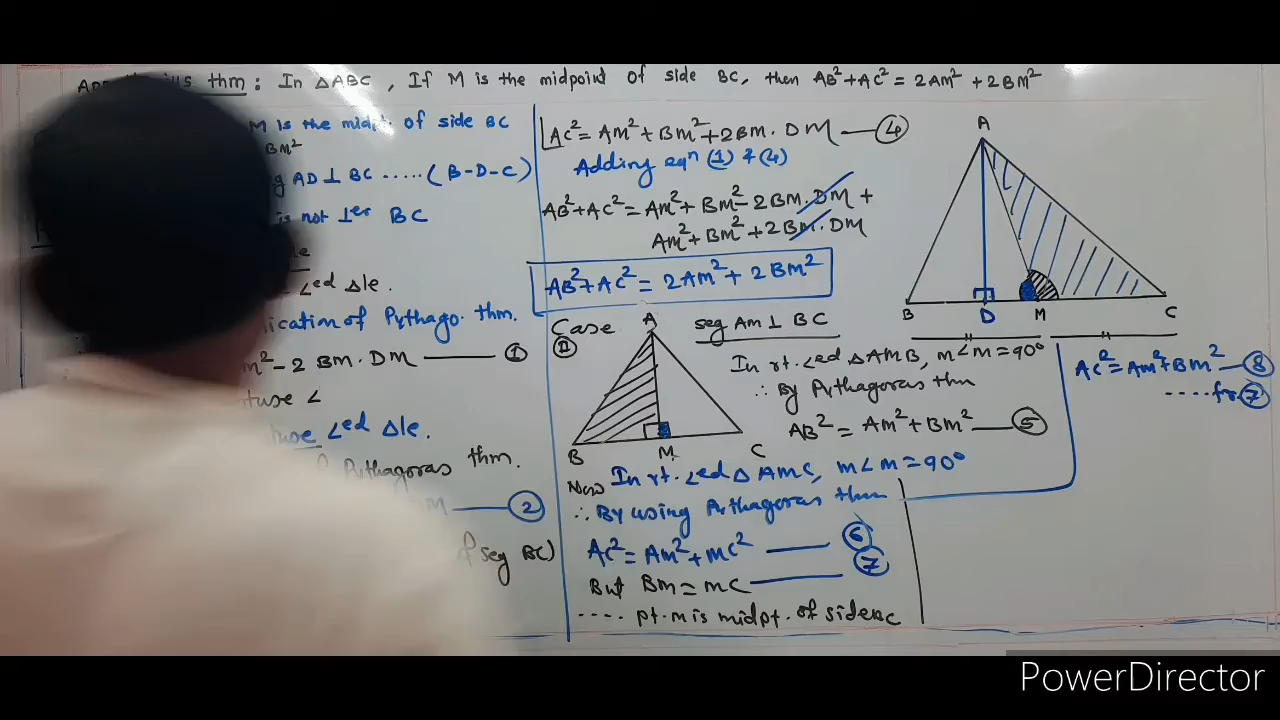 thm : In △ABC , If M is the midpoint of side BC, then AB²+AC² = 2AM² + 2BM²
M is the midpt. of side BC
BM²
AD ⊥ BC ..... (B-D-C)
is not ⊥er BC
∠ed △le.
lication of Pythago. thm.
m² - 2 BM. DM —— ①
∠
use ∠ed △le.
Pythagoras thm.
M —— ②
of seg BC)
AC² = AM² + BM² + 2BM. DM —— ④
Adding eqn (1) & (4)
AB²+AC² = AM² + BM² - 2BM. DM +
AM² + BM² + 2BM. DM
AB²+AC² = 2AM² + 2BM²
A
B D M C
Case
②
seg AM ⊥ BC
A
B M C
In rt. ∠ed △AMB, m∠M = 90°
∴ By Pythagoras thm
AB² = AM² + BM² —— ⑤
Now In rt. ∠ed △ AMC, m∠M = 90°
∴ By using Pythagoras thm
AC² = AM² + MC² —— ⑥
But BM = MC —— ⑦
.... pt. M is midpt. of side BC
AC² = AM² + BM² —— ⑧
.... fr. ⑦
PowerDirector